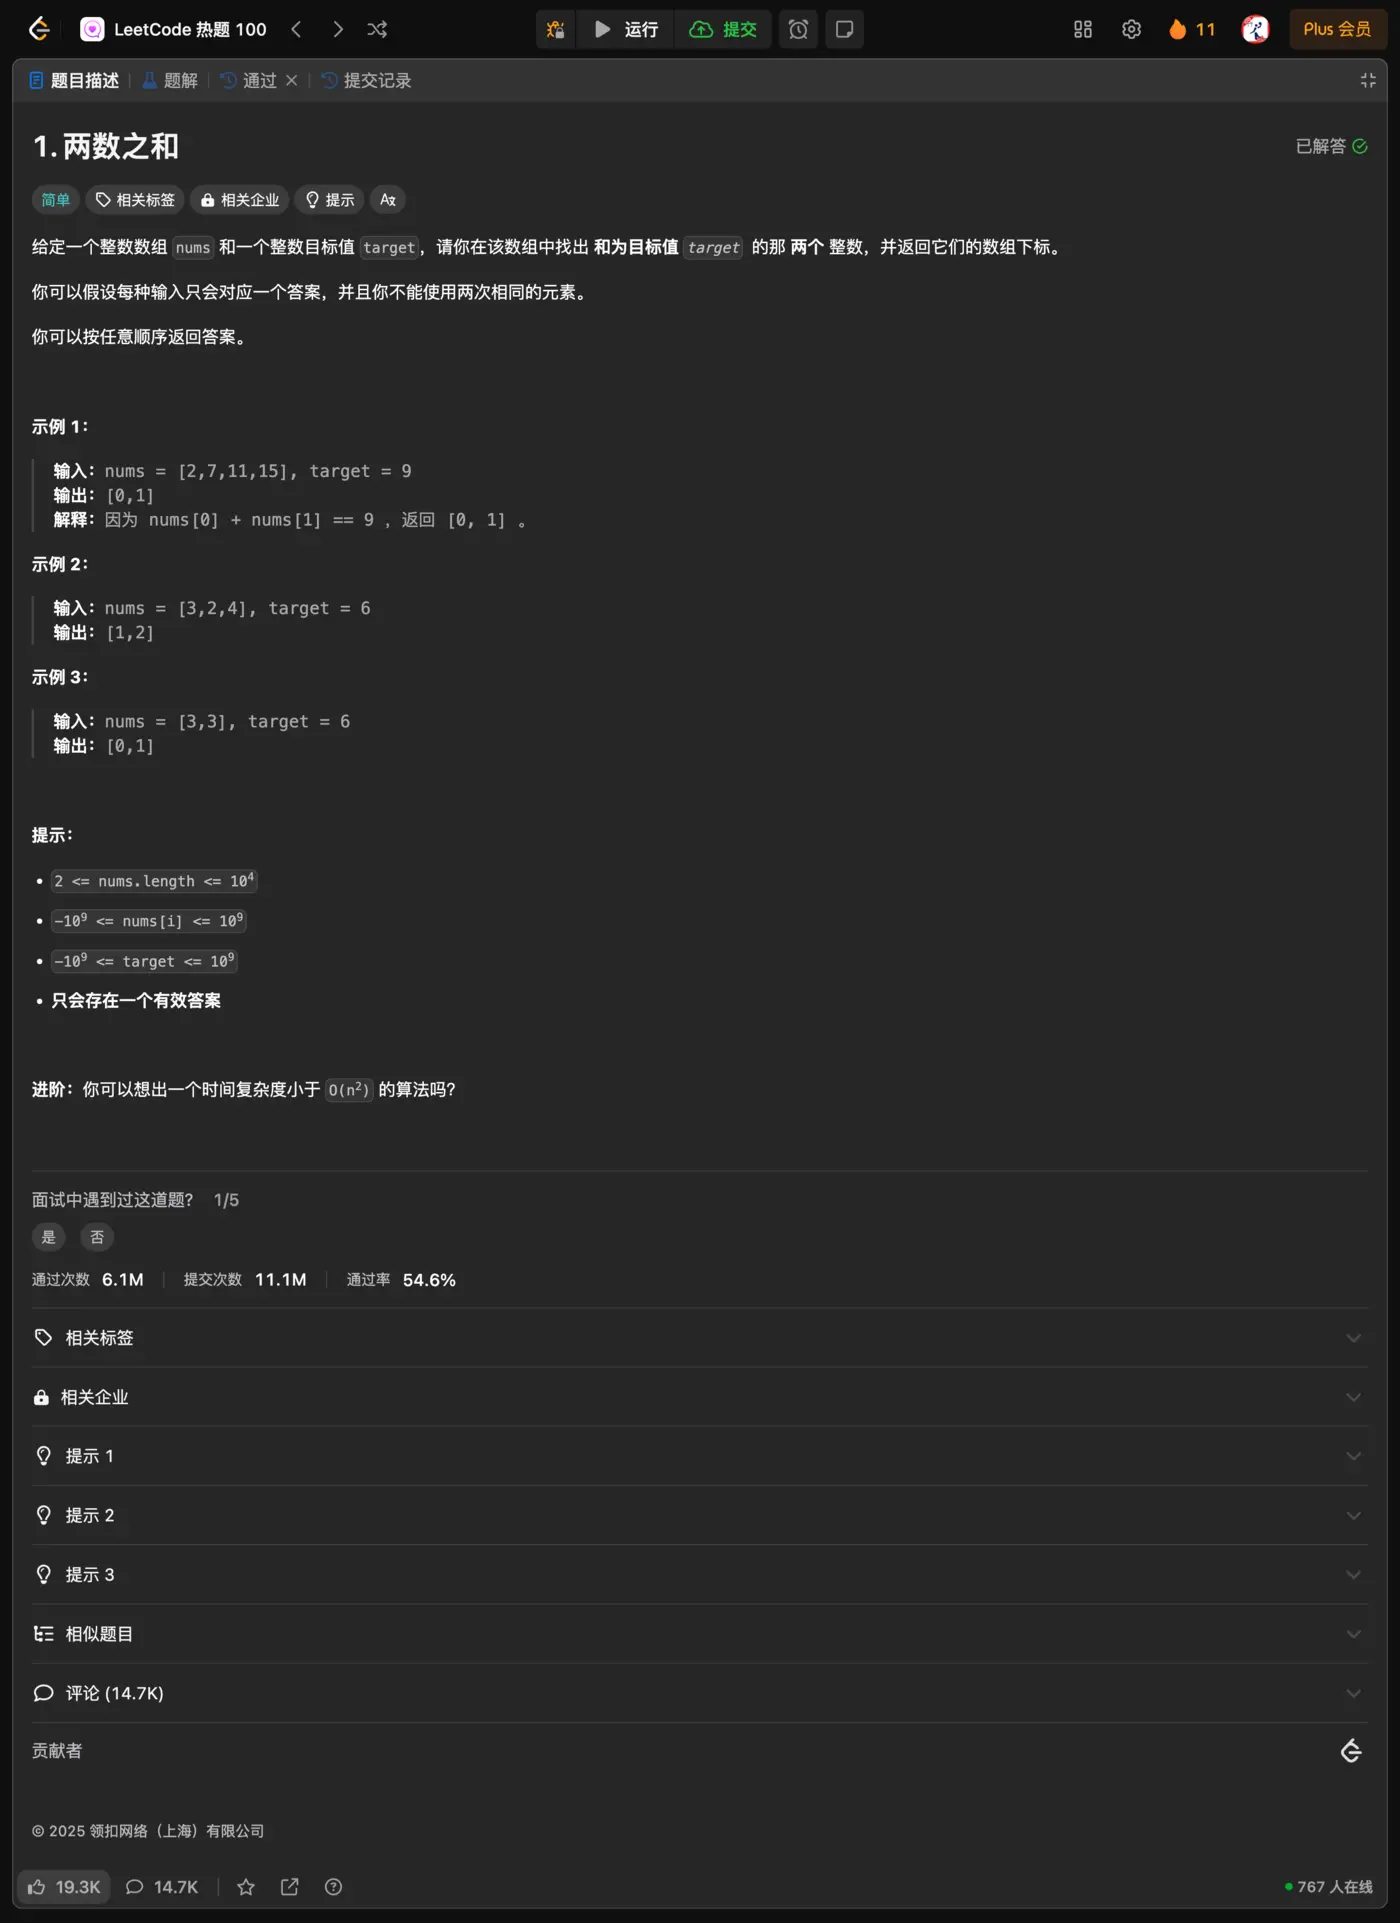 LeetCode 热题 100
运行
提交
11
Plus 会员
题目描述
题解
通过
提交记录
1. 两数之和
已解答
简单
相关标签
相关企业
提示
给定一个整数数组 nums 和一个整数目标值 target，请你在该数组中找出 和为目标值 target 的那 两个 整数，并返回它们的数组下标。
你可以假设每种输入只会对应一个答案，并且你不能使用两次相同的元素。
你可以按任意顺序返回答案。
示例 1：
输入：nums = [2,7,11,15], target = 9
输出：[0,1]
解释：因为 nums[0] + nums[1] == 9 ，返回 [0, 1] 。
示例 2：
输入：nums = [3,2,4], target = 6
输出：[1,2]
示例 3：
输入：nums = [3,3], target = 6
输出：[0,1]
提示：
• 2 <= nums.length <= 10⁴
• -10⁹ <= nums[i] <= 10⁹
• -10⁹ <= target <= 10⁹
• 只会存在一个有效答案
进阶：你可以想出一个时间复杂度小于 O(n²) 的算法吗？
面试中遇到过这道题? 1/5
是
否
通过次数 6.1M
提交次数 11.1M
通过率 54.6%
相关标签
相关企业
提示 1
提示 2
提示 3
相似题目
评论 (14.7K)
贡献者
© 2025 领扣网络（上海）有限公司
19.3K
14.7K
767 人在线